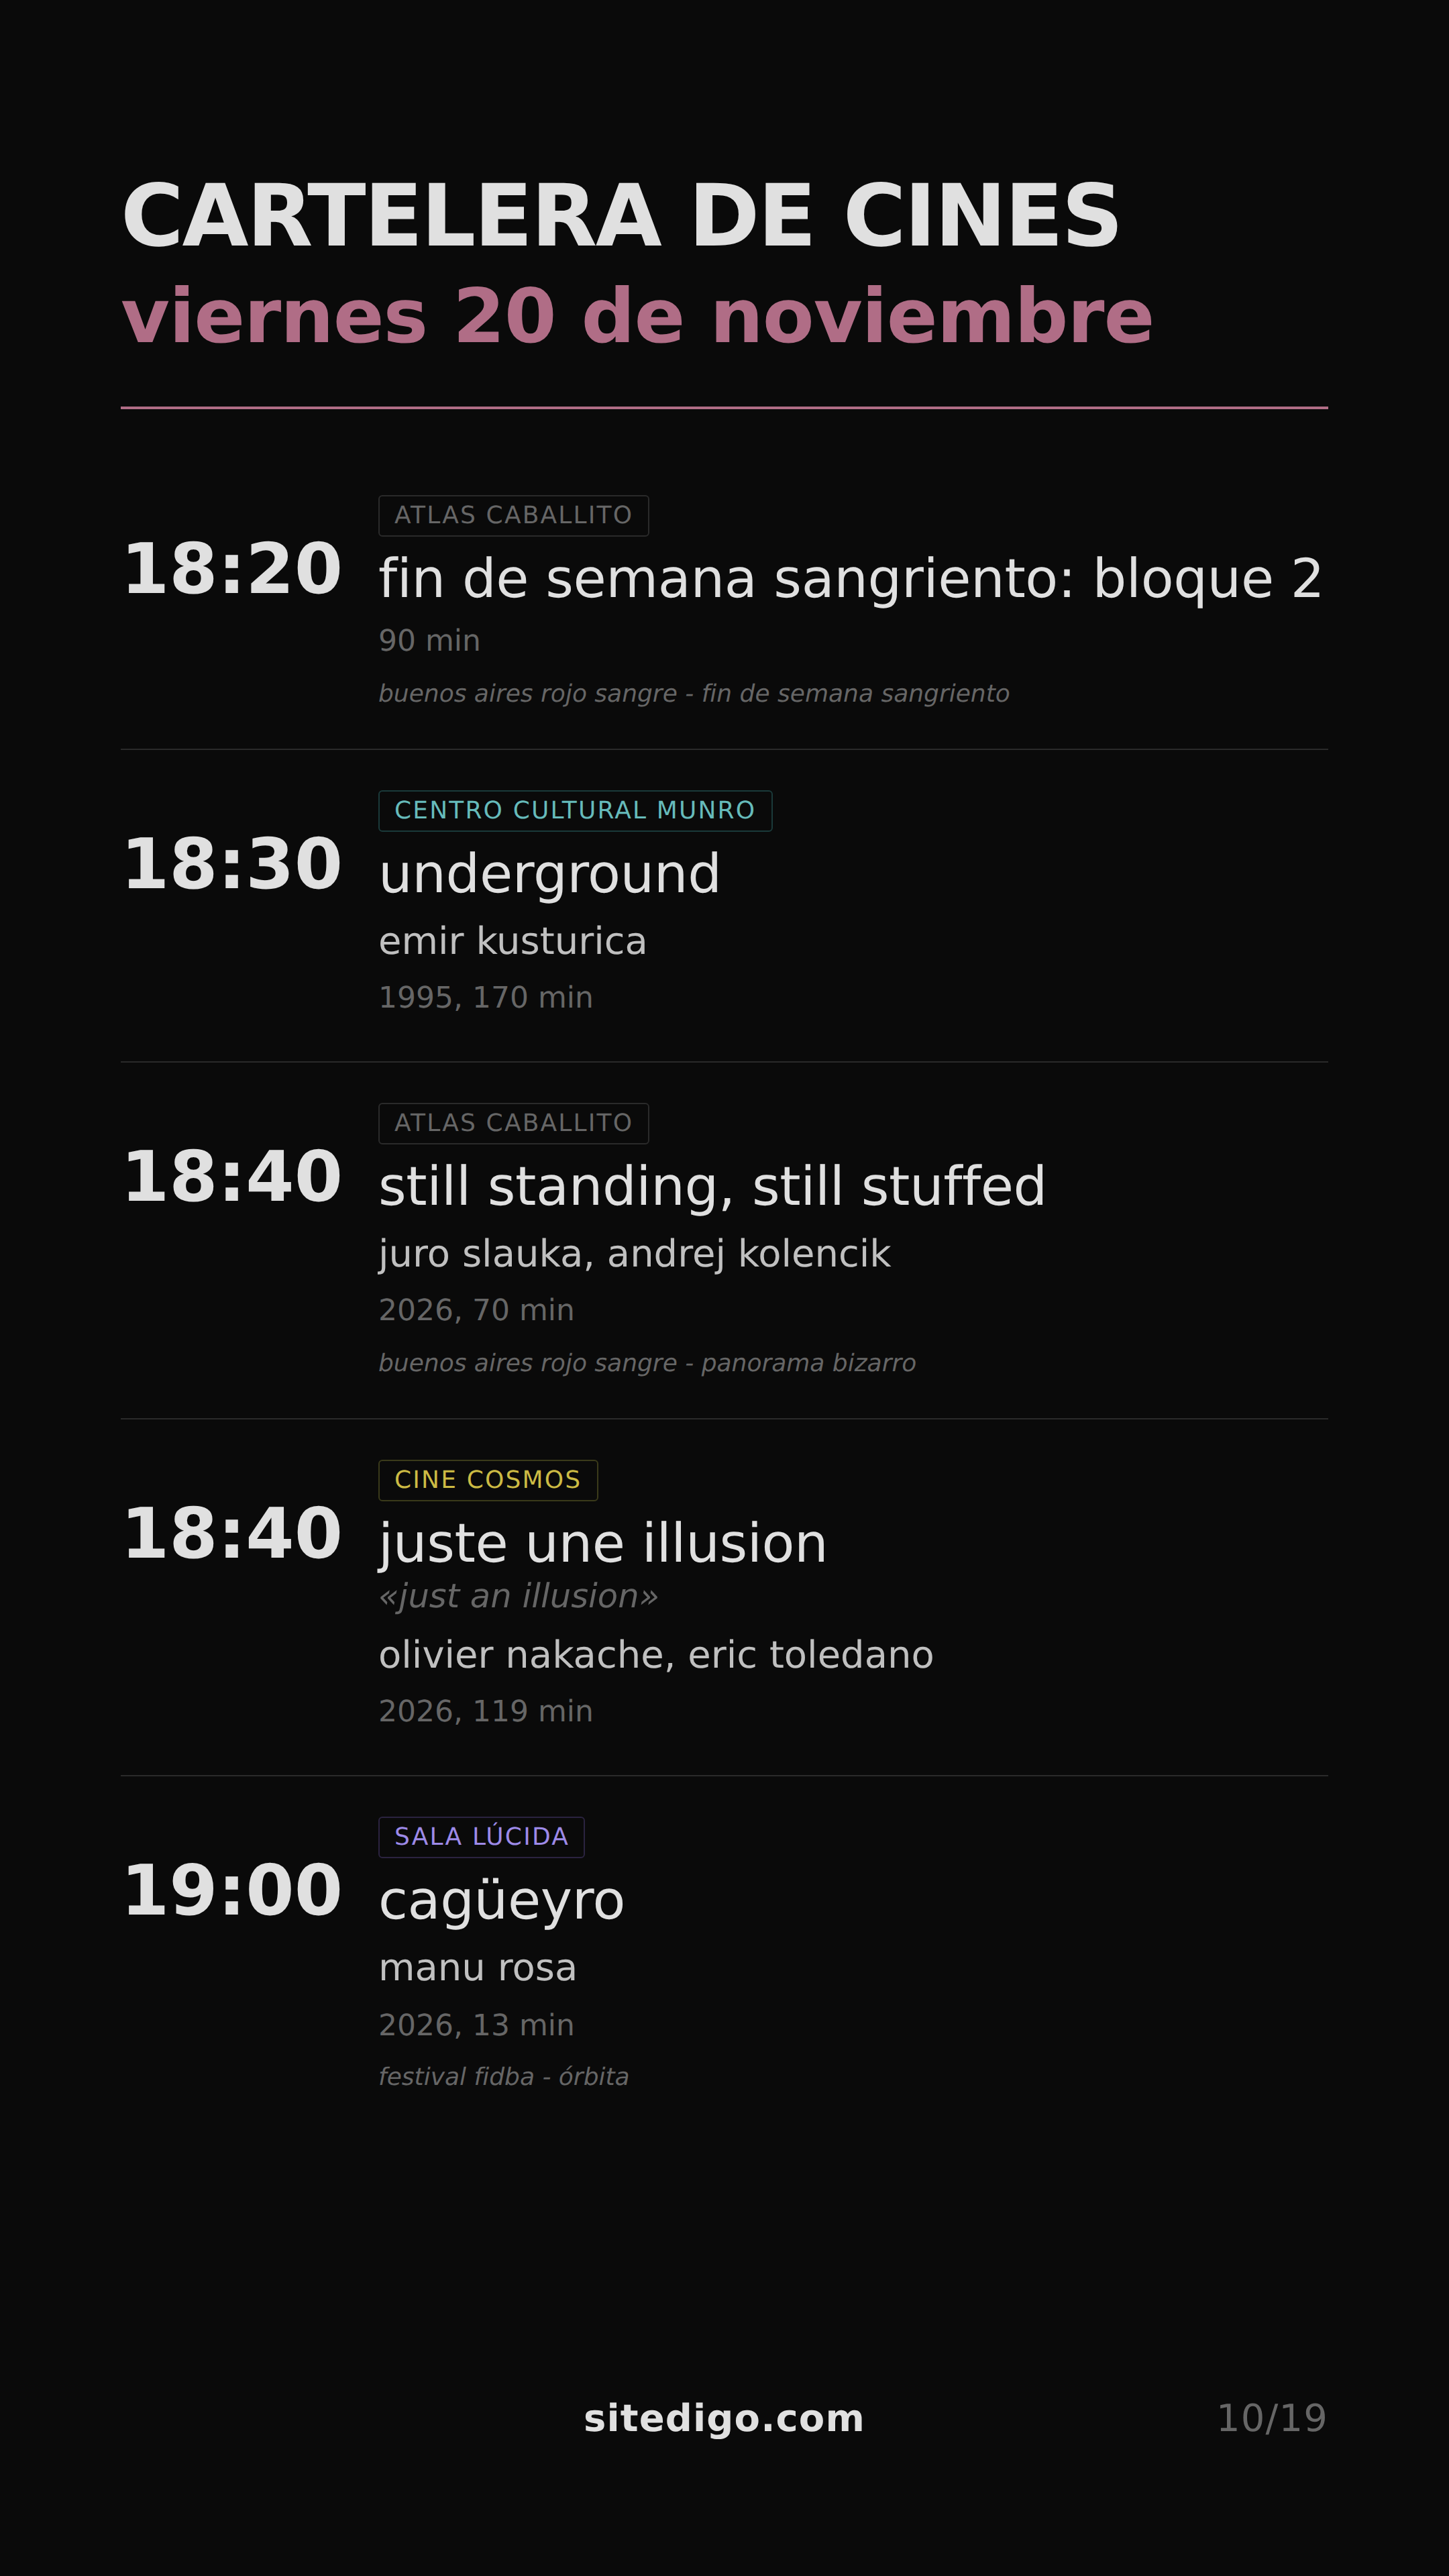 CARTELERA DE CINES
viernes 20 de noviembre
ATLAS CABALLITO
18:20
fin de semana sangriento: bloque 2
90 min
buenos aires rojo sangre - fin de semana sangriento
CENTRO CULTURAL MUNRO
18:30
underground
emir kusturica
1995, 170 min
ATLAS CABALLITO
18:40
still standing, still stuffed
juro slauka, andrej kolencik
2026, 70 min
buenos aires rojo sangre - panorama bizarro
CINE COSMOS
18:40
juste une illusion
«just an illusion»
olivier nakache, eric toledano
2026, 119 min
SALA LÚCIDA
19:00
cagüeyro
manu rosa
2026, 13 min
festival fidba - órbita
sitedigo.com
10/19